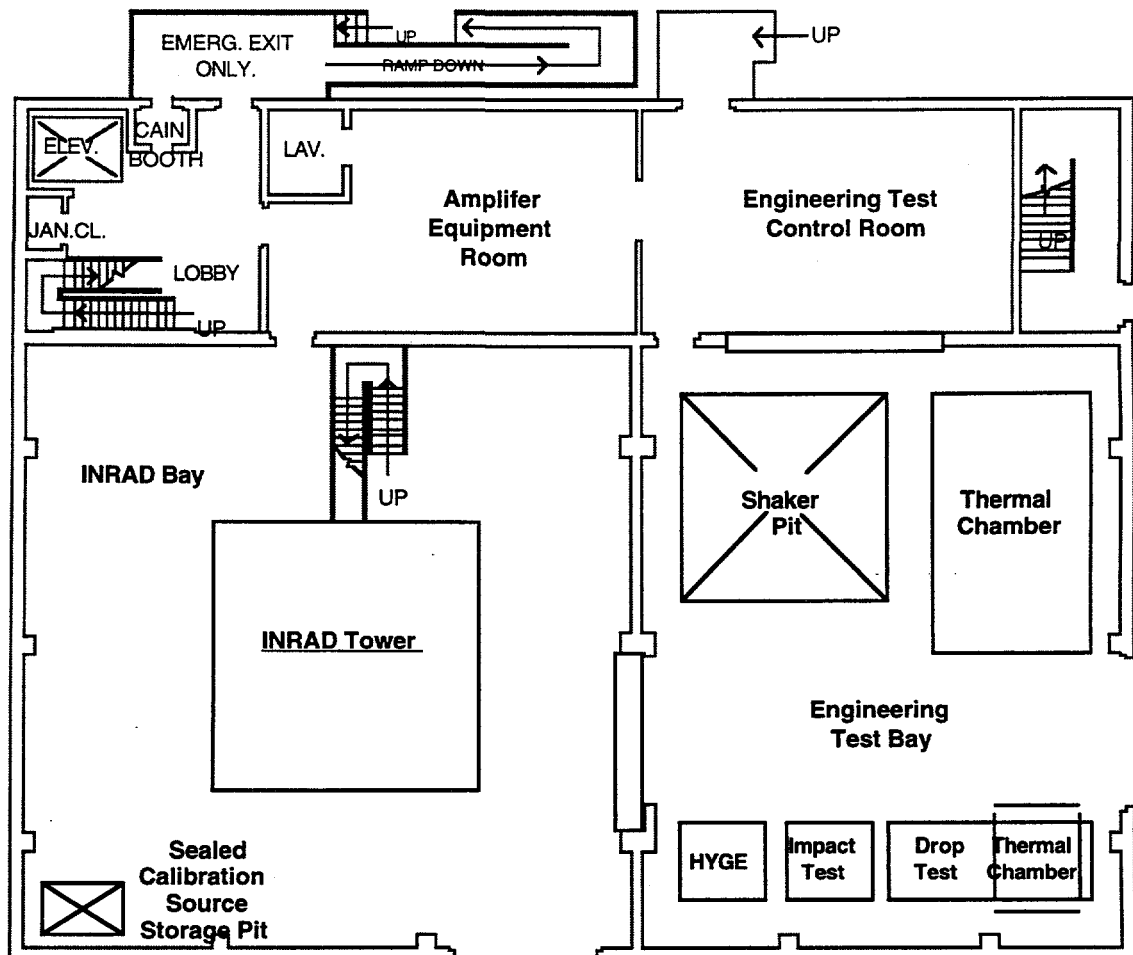 EMERG. EXIT
ONLY.
UP
RAMP DOWN
UP
ELEV.
CAIN
BOOTH
LAV.
JAN.CL.
LOBBY
UP
Amplifer
Equipment
Room
Engineering Test
Control Room
UP
INRAD Bay
UP
Shaker
Pit
Thermal
Chamber
INRAD Tower
Engineering
Test Bay
Sealed
Calibration
Source
Storage Pit
HYGE
Impact
Test
Drop
Test
Thermal
Chamber